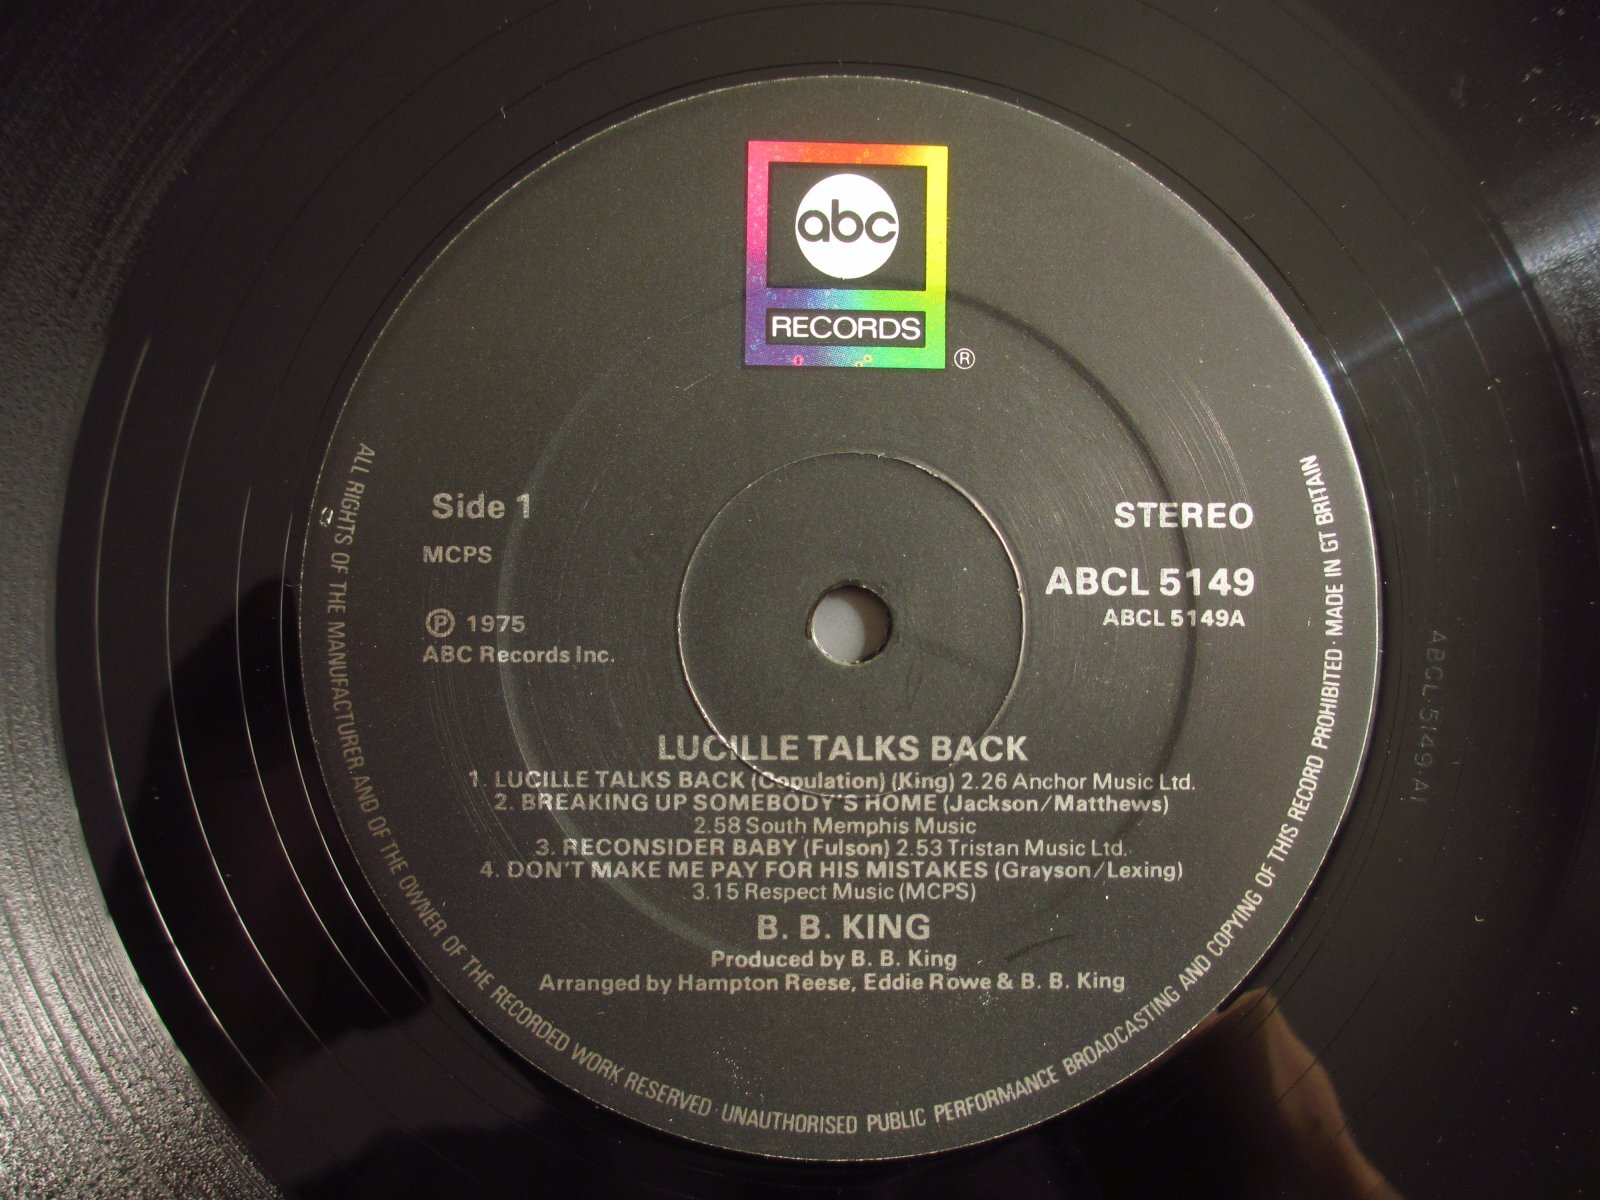 abc
RECORDS
®
Side 1
MCPS
℗ 1975
ABC Records Inc.
STEREO
ABCL 5149
ABCL 5149A
LUCILLE TALKS BACK
1. LUCILLE TALKS BACK (Copulation) (King) 2.26 Anchor Music Ltd.
2. BREAKING UP SOMEBODY'S HOME (Jackson/Matthews)
2.58 South Memphis Music
3. RECONSIDER BABY (Fulson) 2.53 Tristan Music Ltd.
4. DON'T MAKE ME PAY FOR HIS MISTAKES (Grayson/Lexing)
3.15 Respect Music (MCPS)
B. B. KING
Produced by B. B. King
Arranged by Hampton Reese, Eddie Rowe & B. B. King
ALL RIGHTS OF THE MANUFACTURER AND OF THE OWNER OF THE RECORDED WORK RESERVED · UNAUTHORISED PUBLIC PERFORMANCE BROADCASTING AND COPYING OF THIS RECORD PROHIBITED · MADE IN GT BRITAIN
ABCL 5149 A1